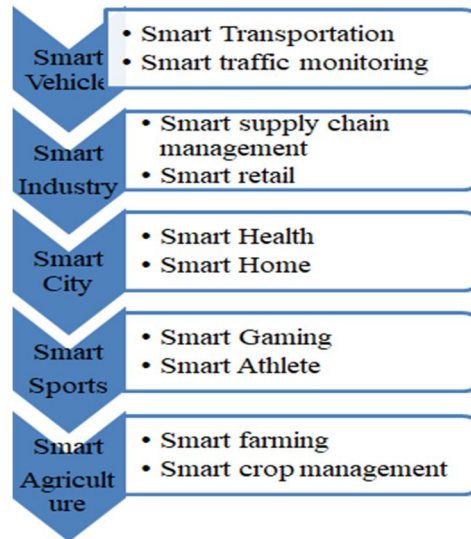 Smart
Vehicle
• Smart Transportation
• Smart traffic monitoring
Smart
Industry
• Smart supply chain
management
• Smart retail
Smart
City
• Smart Health
• Smart Home
Smart
Sports
• Smart Gaming
• Smart Athlete
Smart
Agricult
ure
• Smart farming
• Smart crop management